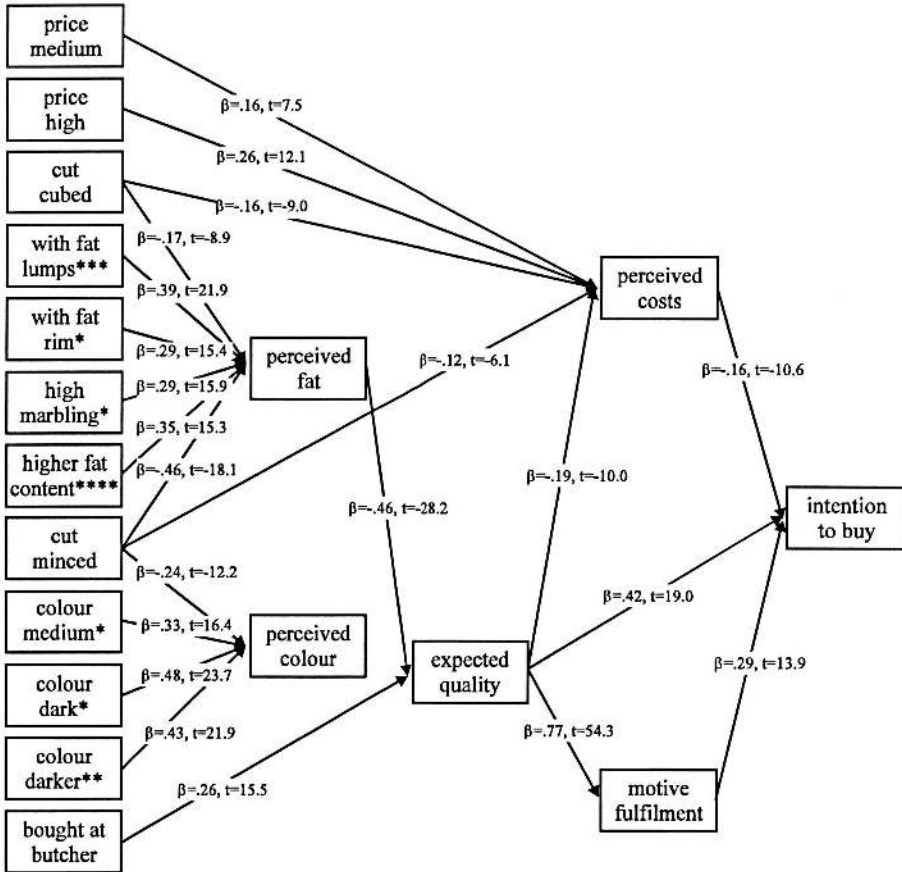 price
medium
price
high
cut
cubed
with fat
lumps***
with fat
rim*
high
marbling*
higher fat
content****
cut
minced
colour
medium*
colour
dark*
colour
darker**
bought at
butcher
β=.16, t=7.5
β=.26, t=12.1
β=-.16, t=-9.0
β=-.17, t=-8.9
β=.39, t=21.9
β=.29, t=15.4
β=.29, t=15.9
β=.35, t=15.3
β=-.46, t=-18.1
β=-.24, t=-12.2
β=.33, t=16.4
β=.48, t=23.7
β=.43, t=21.9
β=.26, t=15.5
perceived
fat
perceived
colour
β=-.12, t=-6.1
β=-.46, t=-28.2
expected
quality
perceived
costs
β=-.19, t=-10.0
β=-.16, t=-10.6
β=.42, t=19.0
β=.29, t=13.9
β=.77, t=54.3
motive
fulfilment
intention
to buy